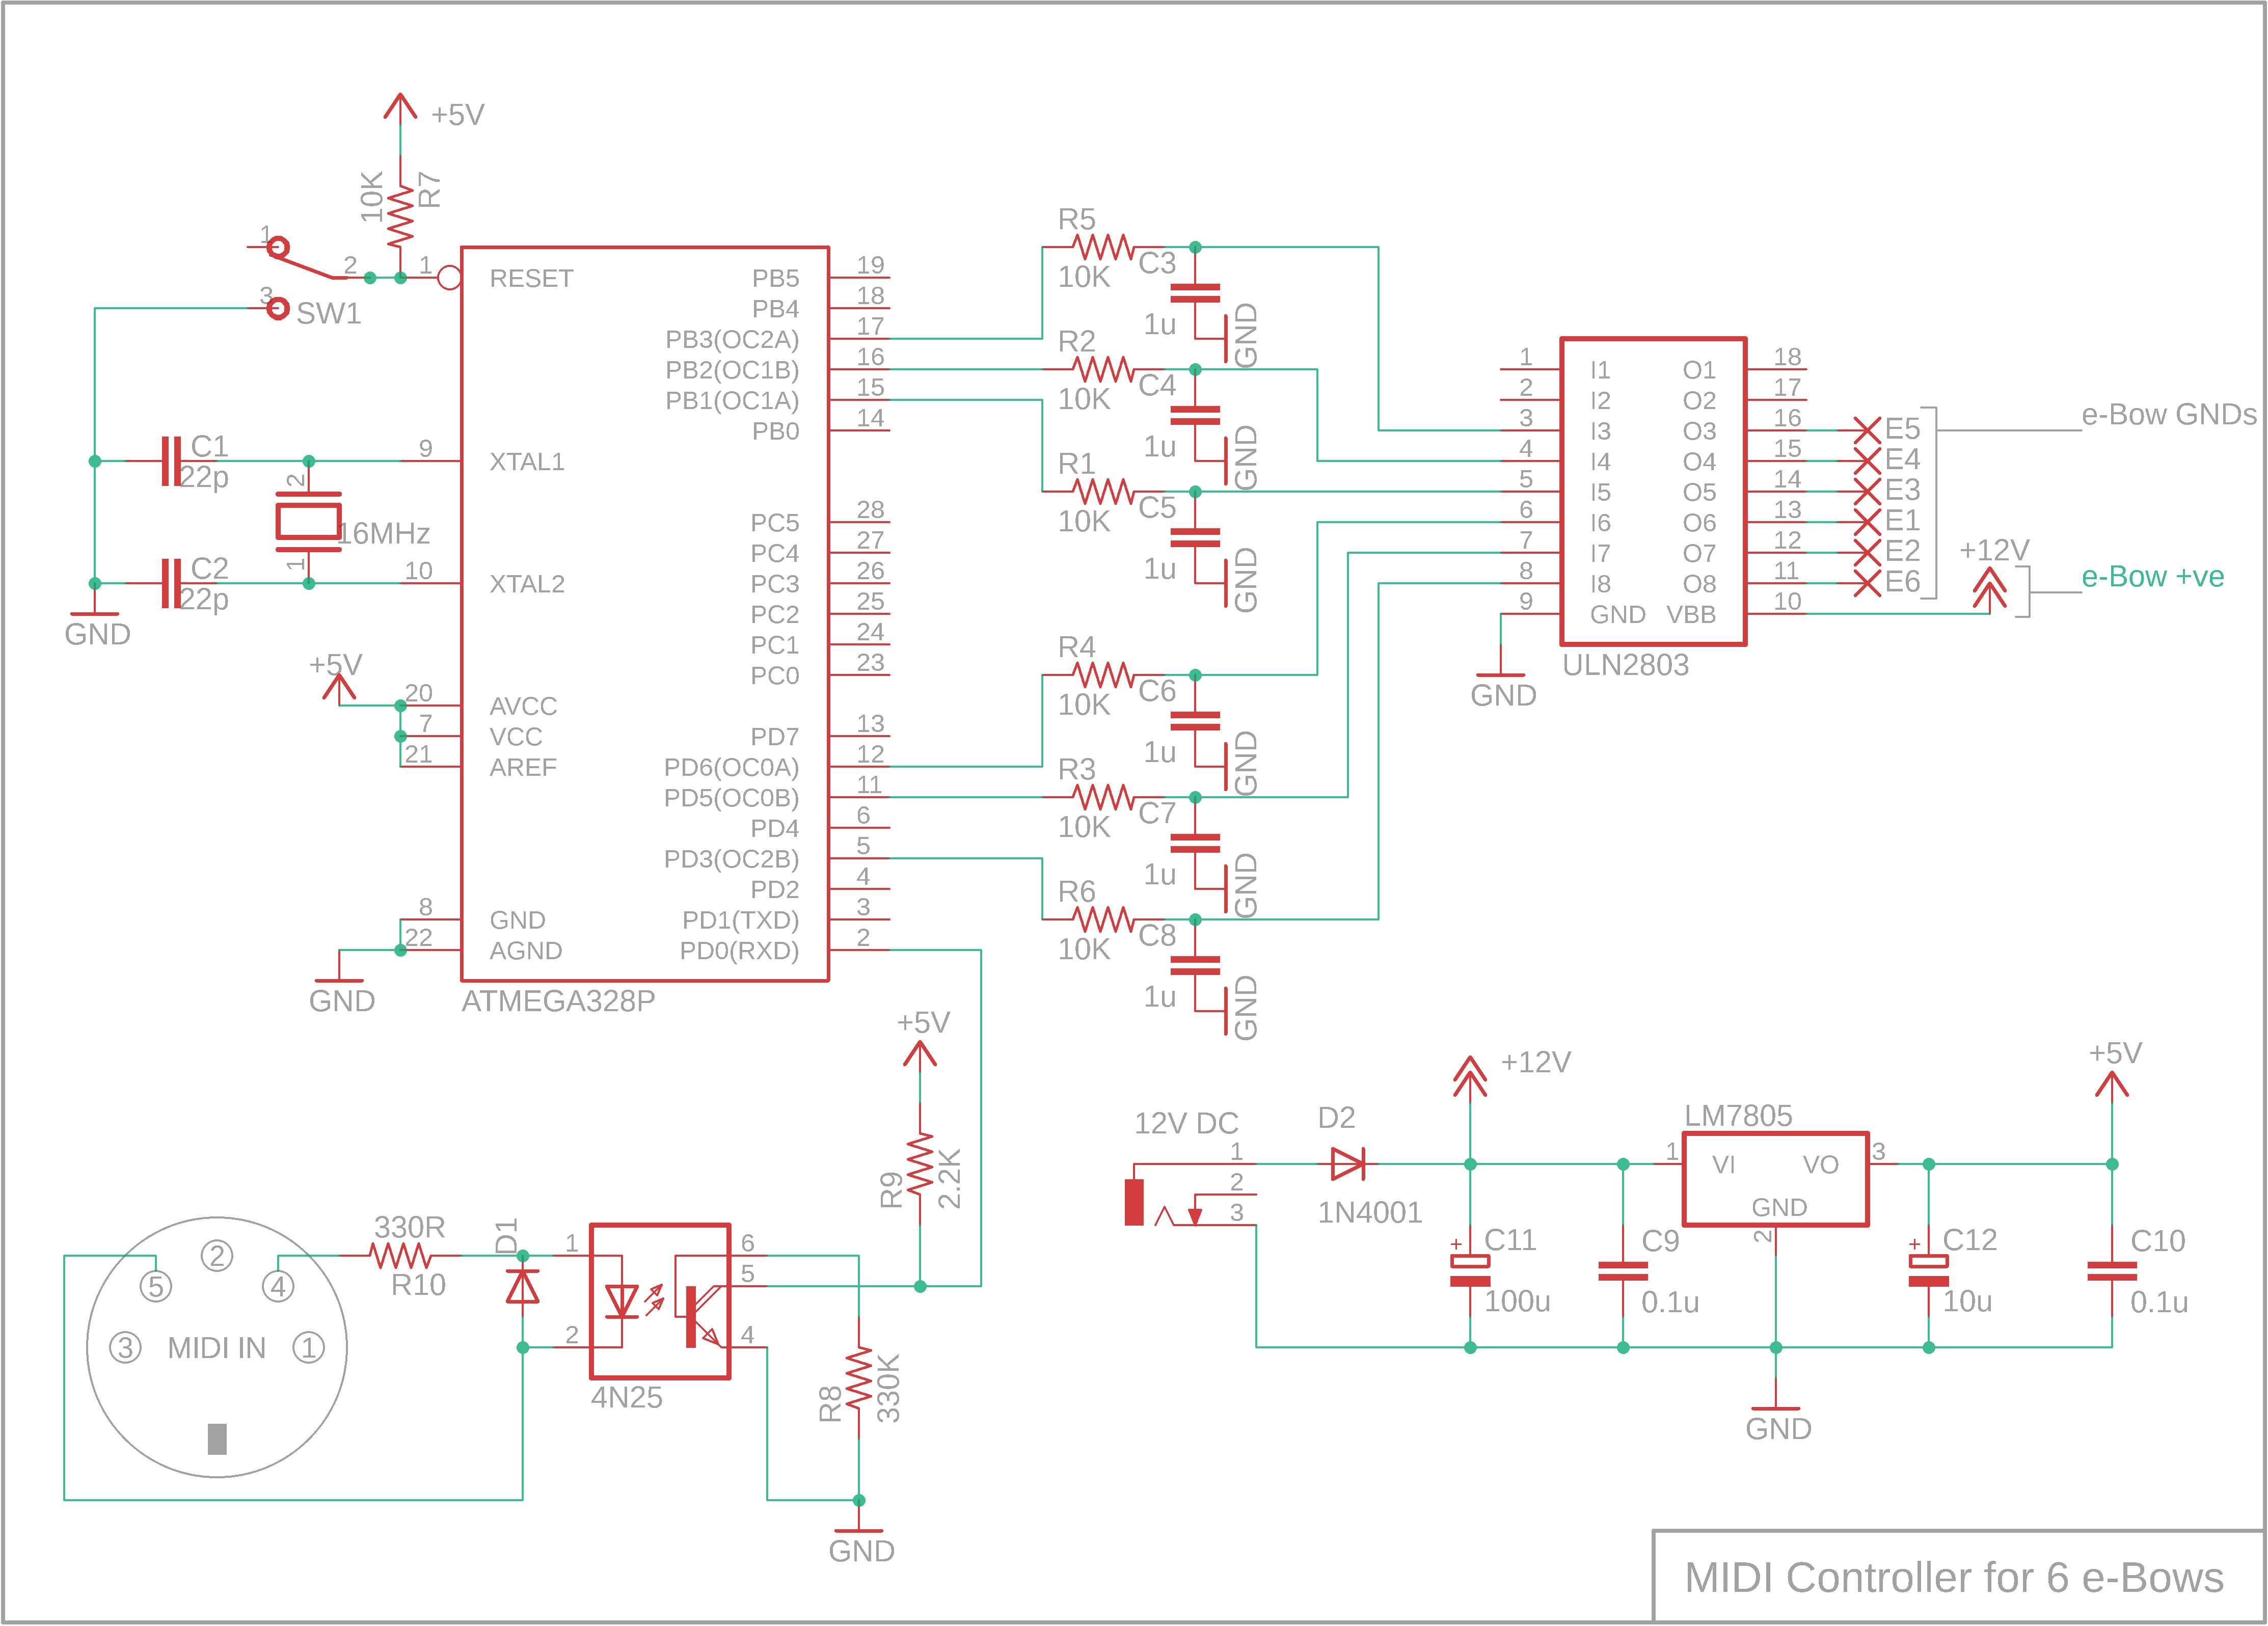 +5V
10K
R7
1
2
3
SW1
1
RESET
C1
22p
9
XTAL1
2
16MHz
1
C2
22p
10
XTAL2
GND
+5V
20
AVCC
7
VCC
21
AREF
8
GND
22
AGND
GND
ATMEGA328P
PB5
19
PB4
18
PB3(OC2A)
17
PB2(OC1B)
16
PB1(OC1A)
15
PB0
14
PC5
28
PC4
27
PC3
26
PC2
25
PC1
24
PC0
23
PD7
13
PD6(OC0A)
12
PD5(OC0B)
11
PD4
6
PD3(OC2B)
5
PD2
4
PD1(TXD)
3
PD0(RXD)
2
R5
10K
C3
1u
GND
R2
10K
C4
1u
GND
R1
10K
C5
1u
GND
R4
10K
C6
1u
GND
R3
10K
C7
1u
GND
R6
10K
C8
1u
GND
1
I1
2
I2
3
I3
4
I4
5
I5
6
I6
7
I7
8
I8
9
GND
O1
18
O2
17
O3
16
E5
O4
15
E4
O5
14
E3
O6
13
E1
O7
12
E2
O8
11
E6
VBB
10
ULN2803
GND
e-Bow GNDs
+12V
e-Bow +ve
MIDI IN
5
2
4
3
1
330R
R10
D1
1
2
6
5
4
4N25
+5V
R9
2.2K
R8
330K
GND
12V DC
1
2
3
D2
1N4001
+12V
+
C11
100u
C9
0.1u
LM7805
1
VI
VO
3
GND
2
GND
+
C12
10u
+5V
C10
0.1u
MIDI Controller for 6 e-Bows